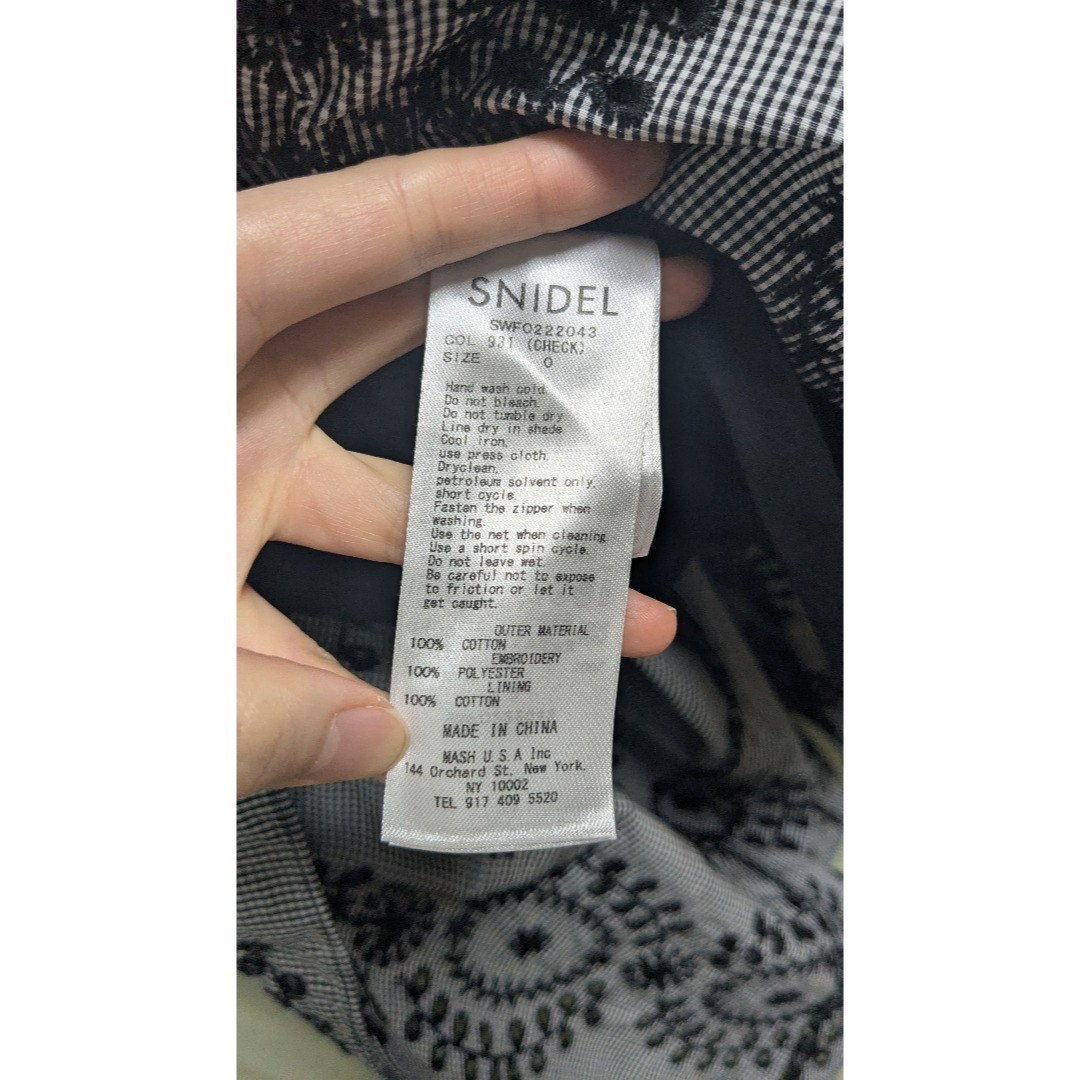 SNIDEL
SWFO222043
COL 931 (CHECK)
SIZE 0
Hand wash cold.
Do not bleach.
Do not tumble dry.
Line dry in shade.
Cool iron,
use press cloth.
Dryclean,
petroleum solvent only,
short cycle.
Fasten the zipper when
washing.
Use the net when cleaning.
Use a short spin cycle.
Do not leave wet.
Be careful not to expose
to friction or let it
get caught.
OUTER MATERIAL
100% COTTON
EMBROIDERY
100% POLYESTER
LINING
100% COTTON
MADE IN CHINA
MASH U.S.A Inc
144 Orchard St. New York.
NY 10002
TEL 917 409 5520